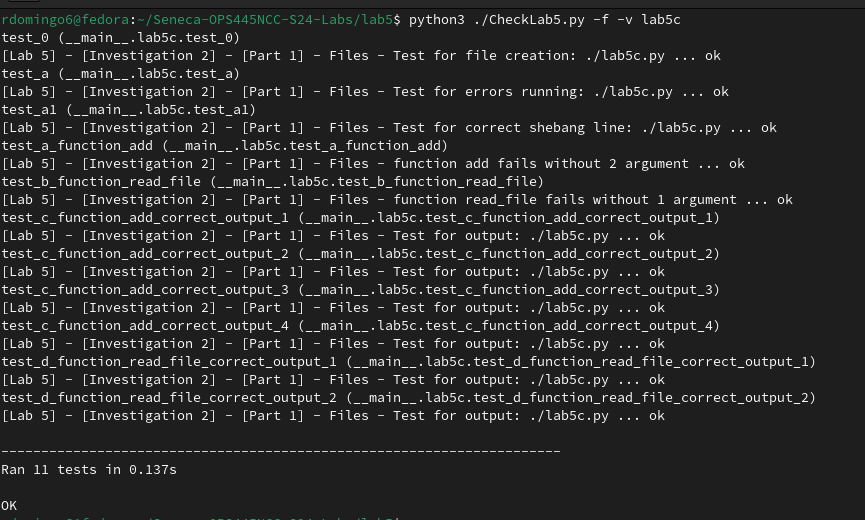 rdomingo6@fedora:~/Seneca-OPS445NCC-S24-Labs/lab5$ python3 ./CheckLab5.py -f -v lab5c
test_0 (__main__.lab5c.test_0)
[Lab 5] - [Investigation 2] - [Part 1] - Files - Test for file creation: ./lab5c.py ... ok
test_a (__main__.lab5c.test_a)
[Lab 5] - [Investigation 2] - [Part 1] - Files - Test for errors running: ./lab5c.py ... ok
test_a1 (__main__.lab5c.test_a1)
[Lab 5] - [Investigation 2] - [Part 1] - Files - Test for correct shebang line: ./lab5c.py ... ok
test_a_function_add (__main__.lab5c.test_a_function_add)
[Lab 5] - [Investigation 2] - [Part 1] - Files - function add fails without 2 argument ... ok
test_b_function_read_file (__main__.lab5c.test_b_function_read_file)
[Lab 5] - [Investigation 2] - [Part 1] - Files - function read_file fails without 1 argument ... ok
test_c_function_add_correct_output_1 (__main__.lab5c.test_c_function_add_correct_output_1)
[Lab 5] - [Investigation 2] - [Part 1] - Files - Test for output: ./lab5c.py ... ok
test_c_function_add_correct_output_2 (__main__.lab5c.test_c_function_add_correct_output_2)
[Lab 5] - [Investigation 2] - [Part 1] - Files - Test for output: ./lab5c.py ... ok
test_c_function_add_correct_output_3 (__main__.lab5c.test_c_function_add_correct_output_3)
[Lab 5] - [Investigation 2] - [Part 1] - Files - Test for output: ./lab5c.py ... ok
test_c_function_add_correct_output_4 (__main__.lab5c.test_c_function_add_correct_output_4)
[Lab 5] - [Investigation 2] - [Part 1] - Files - Test for output: ./lab5c.py ... ok
test_d_function_read_file_correct_output_1 (__main__.lab5c.test_d_function_read_file_correct_output_1)
[Lab 5] - [Investigation 2] - [Part 1] - Files - Test for output: ./lab5c.py ... ok
test_d_function_read_file_correct_output_2 (__main__.lab5c.test_d_function_read_file_correct_output_2)
[Lab 5] - [Investigation 2] - [Part 1] - Files - Test for output: ./lab5c.py ... ok
----------------------------------------------------------------------
Ran 11 tests in 0.137s
OK